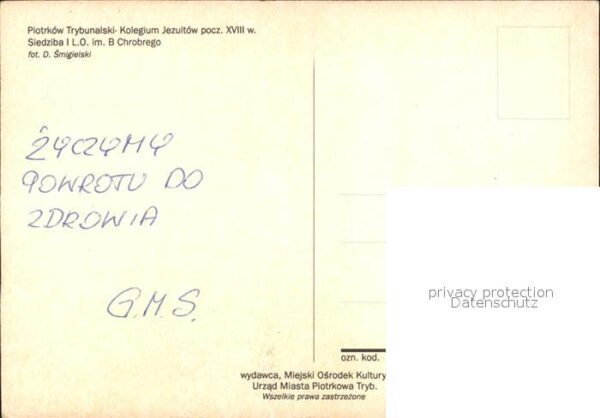 Piotrków Trybunalski- Kolegium Jezuitów pocz. XVIII w.
Siedziba I L.O. im. B Chrobrego
fot. D. Śmigielski
ŻYCZYMY
POWROTU DO
ZDROWIA
G.M.S.
privacy protection
Datenschutz
ozn. kod.
wydawca, Miejski Ośrodek Kultury
Urząd Miasta Piotrkowa Tryb.
Wszelkie prawa zastrzeżone